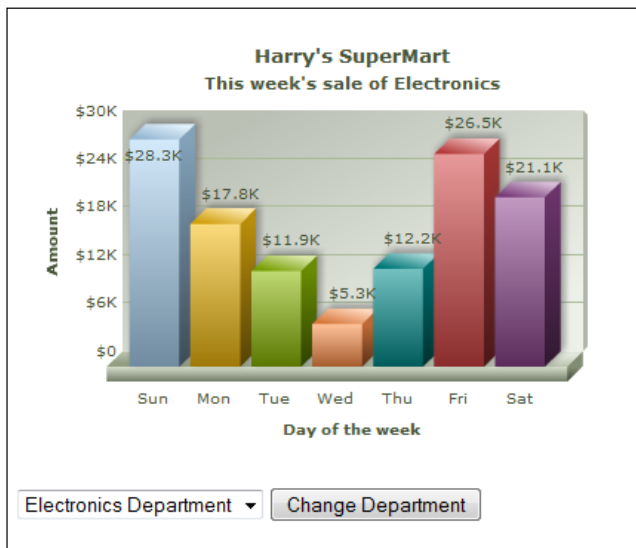 Harry's SuperMart
This week's sale of Electronics
$30K
$24K
$18K
$12K
$6K
$0
Amount
$28.3K
$17.8K
$11.9K
$5.3K
$12.2K
$26.5K
$21.1K
Sun Mon Tue Wed Thu Fri Sat
Day of the week
Electronics Department Change Department